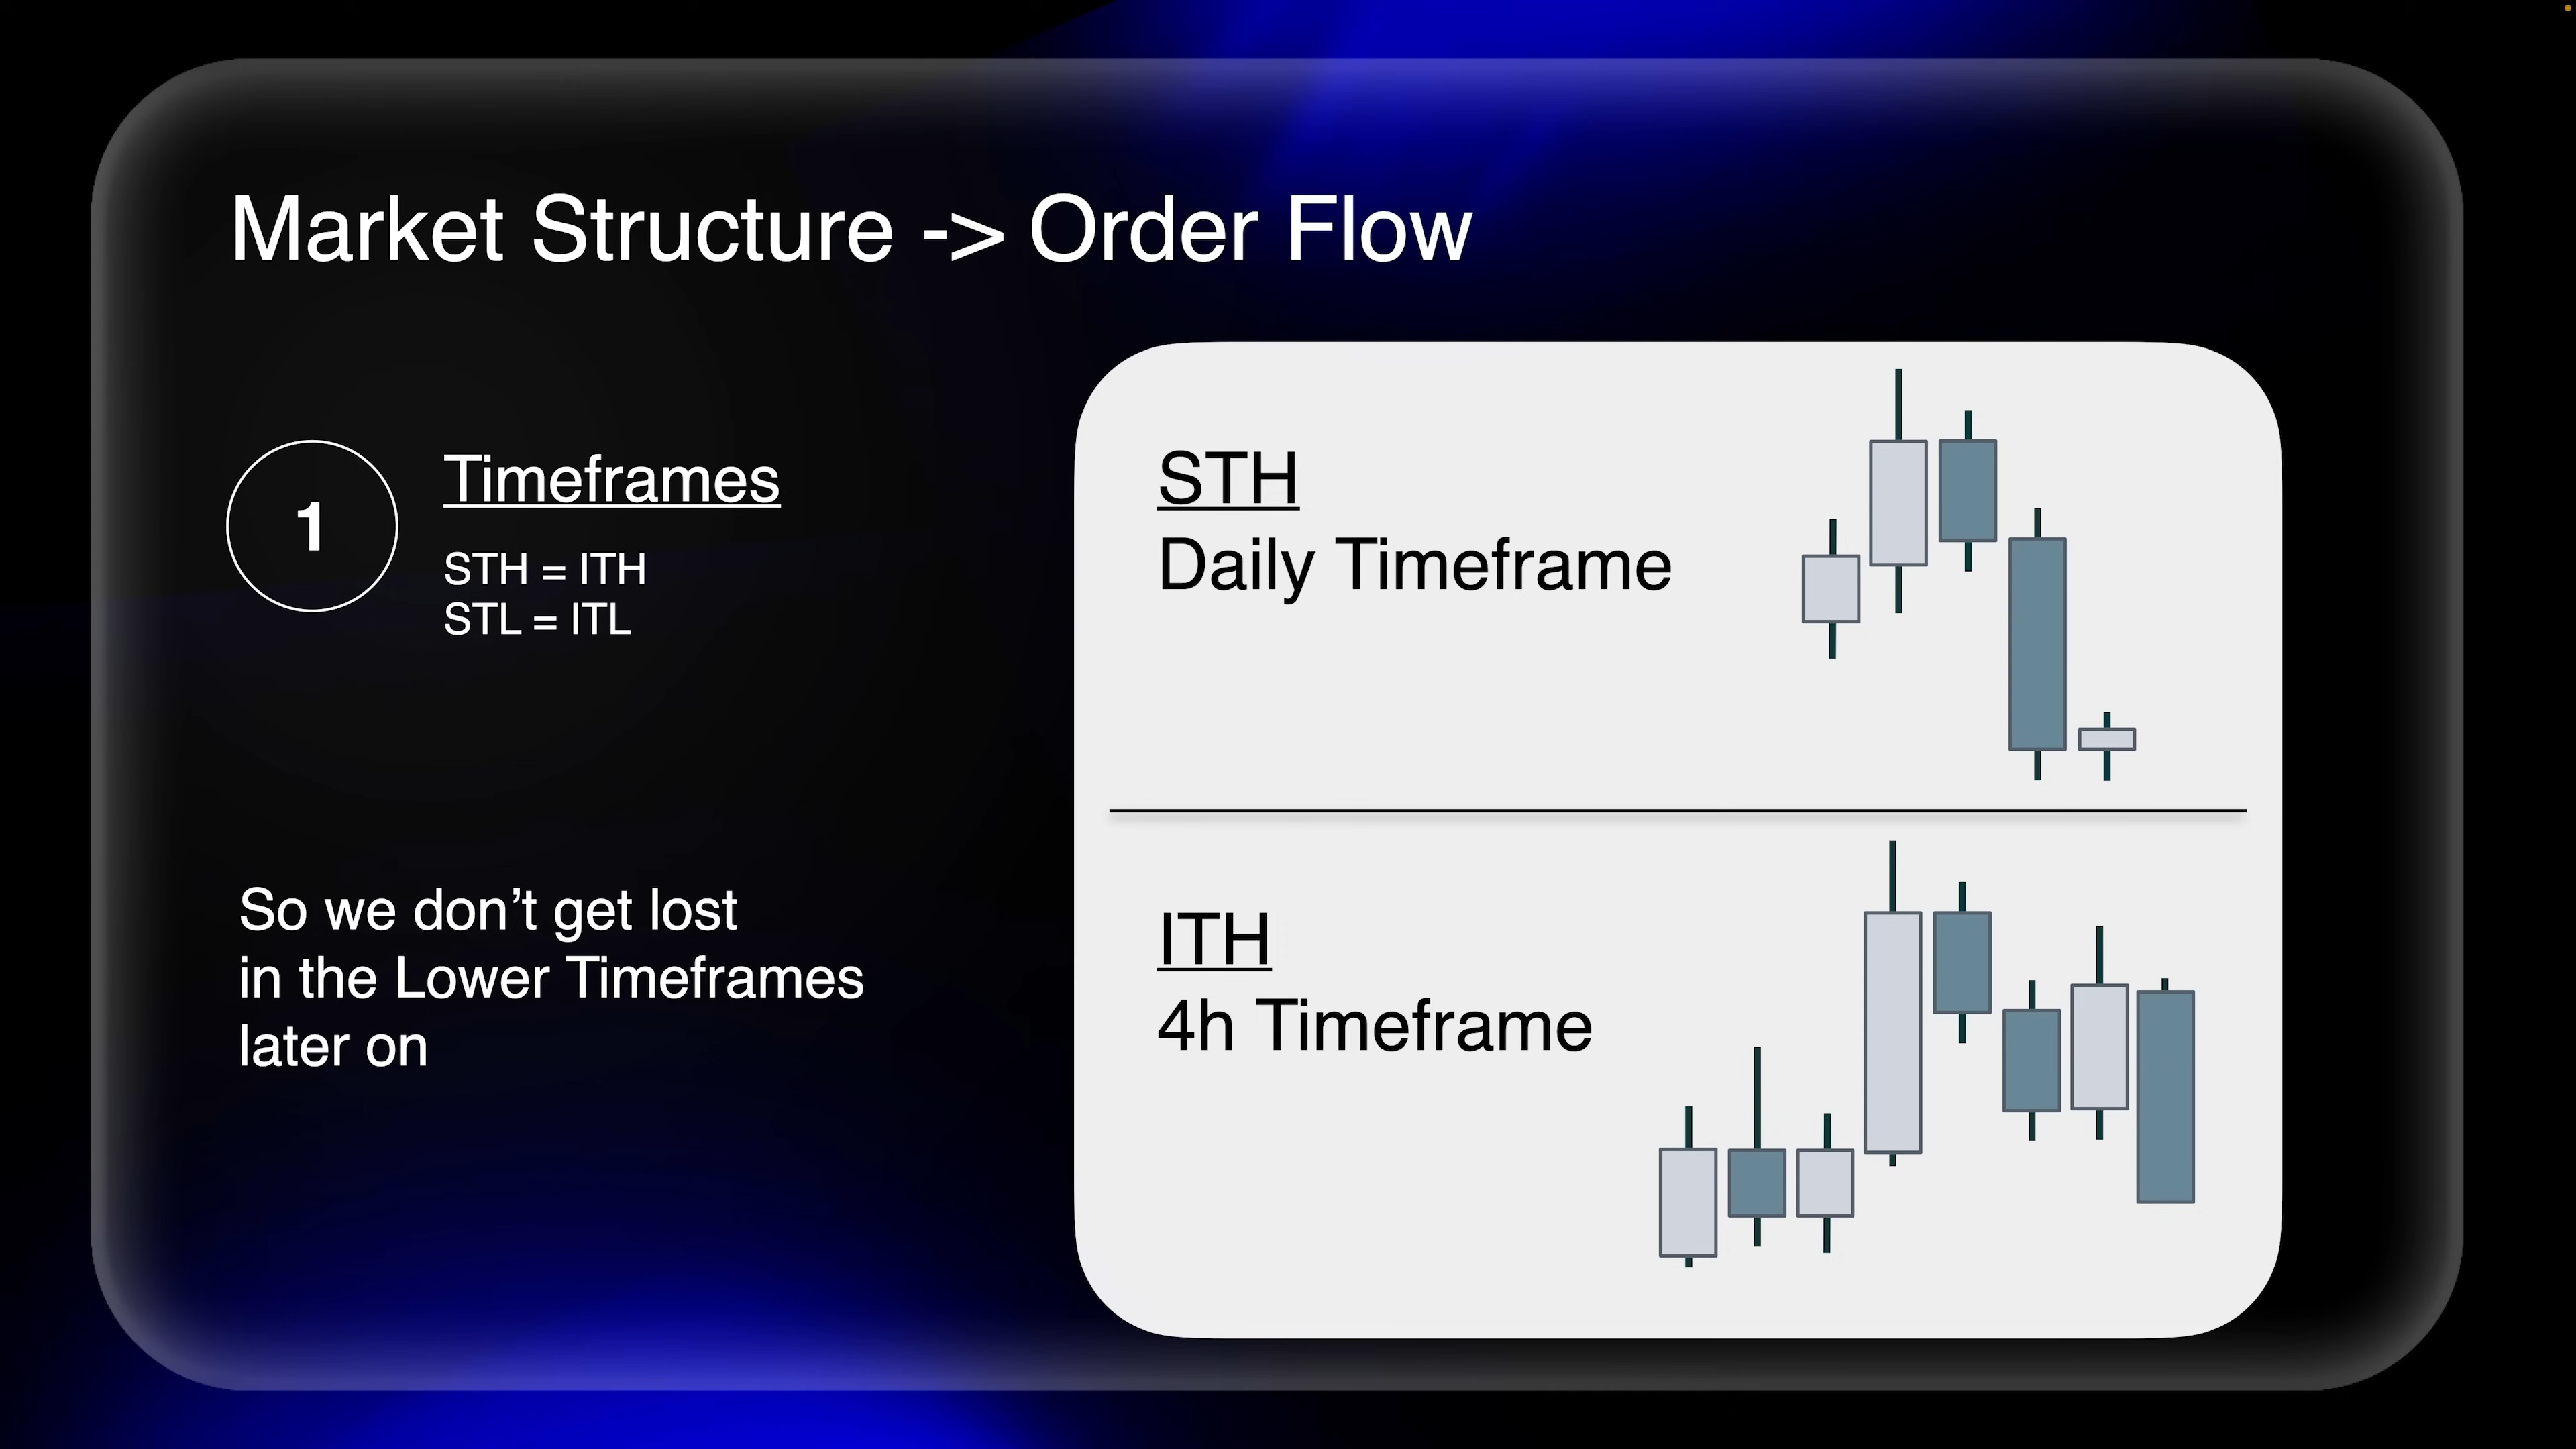 Market Structure -> Order Flow
1
Timeframes
STH = ITH
STL = ITL
So we don’t get lost
in the Lower Timeframes
later on
STH
Daily Timeframe
ITH
4h Timeframe